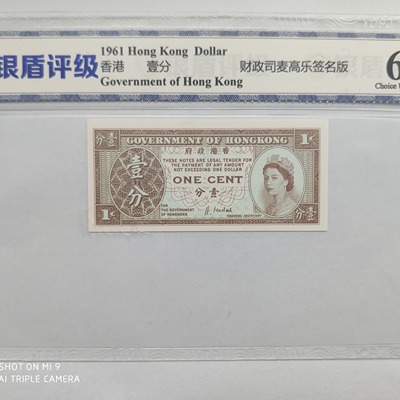 银盾评级
1961 Hong Kong Dollar
香港 壹分 财政司麦高乐签名版
Government of Hong Kong
6
Choice
分壹 GOVERNMENT OF HONGKONG 1¢
府政港香
THESE NOTES ARE LEGAL TENDER FOR
THE PAYMENT OF ANY AMOUNT
NOT EXCEEDING ONE DOLLAR
壹分
ONE CENT
分壹
FOR
THE GOVERNMENT
OF HONGKONG
FINANCIAL SECRETARY
1¢ 分壹
SHOT ON MI 9
AI TRIPLE CAMERA